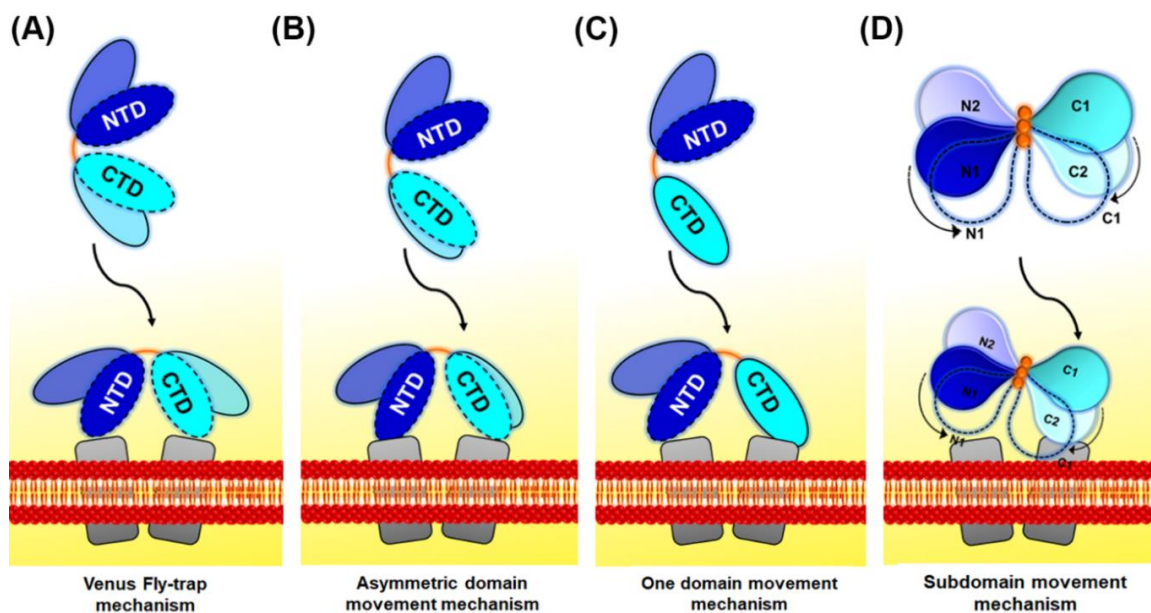 (A)
NTD
CTD
NTD
CTD
Venus Fly-trap
mechanism
(B)
NTD
CTD
NTD
CTD
Asymmetric domain
movement mechanism
(C)
NTD
CTD
NTD
CTD
One domain movement
mechanism
(D)
N2
C1
N1
C2
N1
C1
N2
C1
N1
C2
N1
C1
Subdomain movement
mechanism